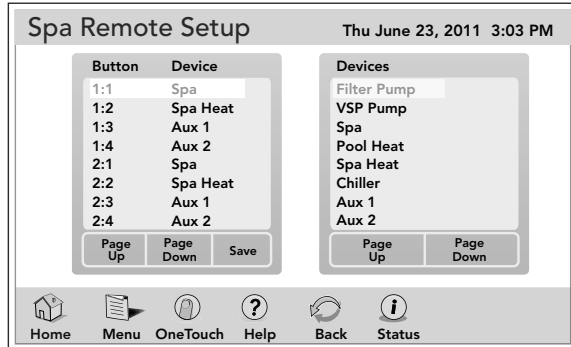 Spa Remote Setup
Thu June 23, 2011 3:03 PM
Button Device
1:1 Spa
1:2 Spa Heat
1:3 Aux 1
1:4 Aux 2
2:1 Spa
2:2 Spa Heat
2:3 Aux 1
2:4 Aux 2
Page Up
Page Down
Save
Devices
Filter Pump
VSP Pump
Spa
Pool Heat
Spa Heat
Chiller
Aux 1
Aux 2
Page Up
Page Down
Home Menu OneTouch Help Back Status